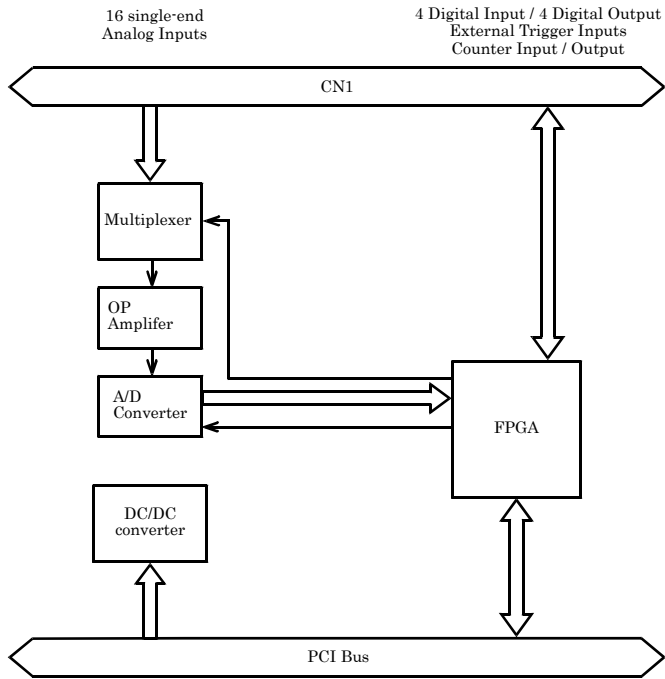 16 single-end
Analog Inputs
4 Digital Input / 4 Digital Output
External Trigger Inputs
Counter Input / Output
CN1
Multiplexer
OP
Amplifer
A/D
Converter
FPGA
DC/DC
converter
PCI Bus